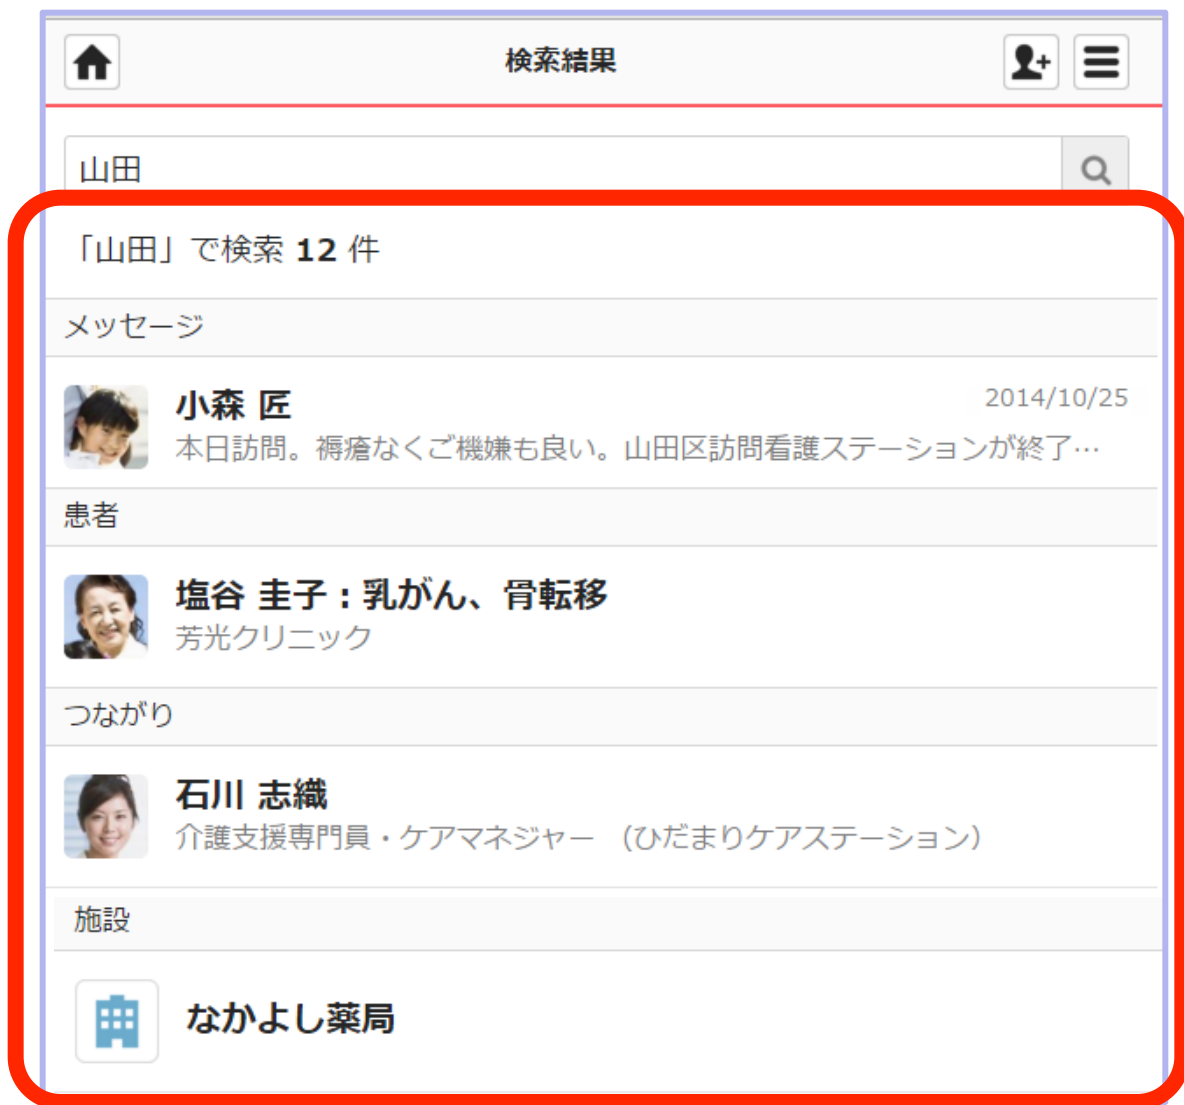 検索結果
山田
「山田」で検索 12 件
メッセージ
小森 匠
2014/10/25
本日訪問。褥瘡なくご機嫌も良い。山田区訪問看護ステーションが終了…
患者
塩谷 圭子：乳がん、骨転移
芳光クリニック
つながり
石川 志織
介護支援専門員・ケアマネジャー （ひだまりケアステーション）
施設
なかよし薬局